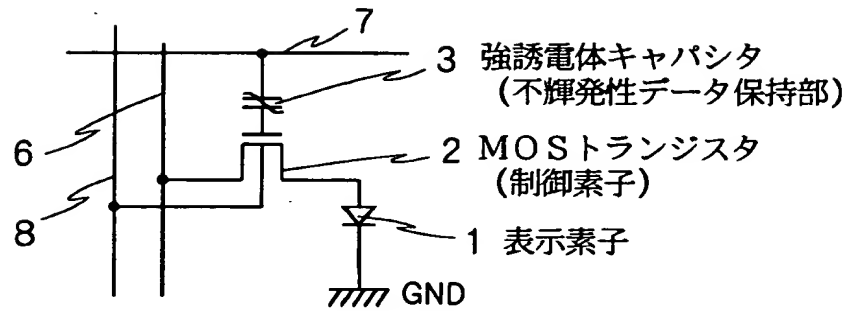 7
3 強誘電体キャパシタ
(不輝発性データ保持部)
6
2 MOSトランジスタ
(制御素子)
8
1 表示素子
GND